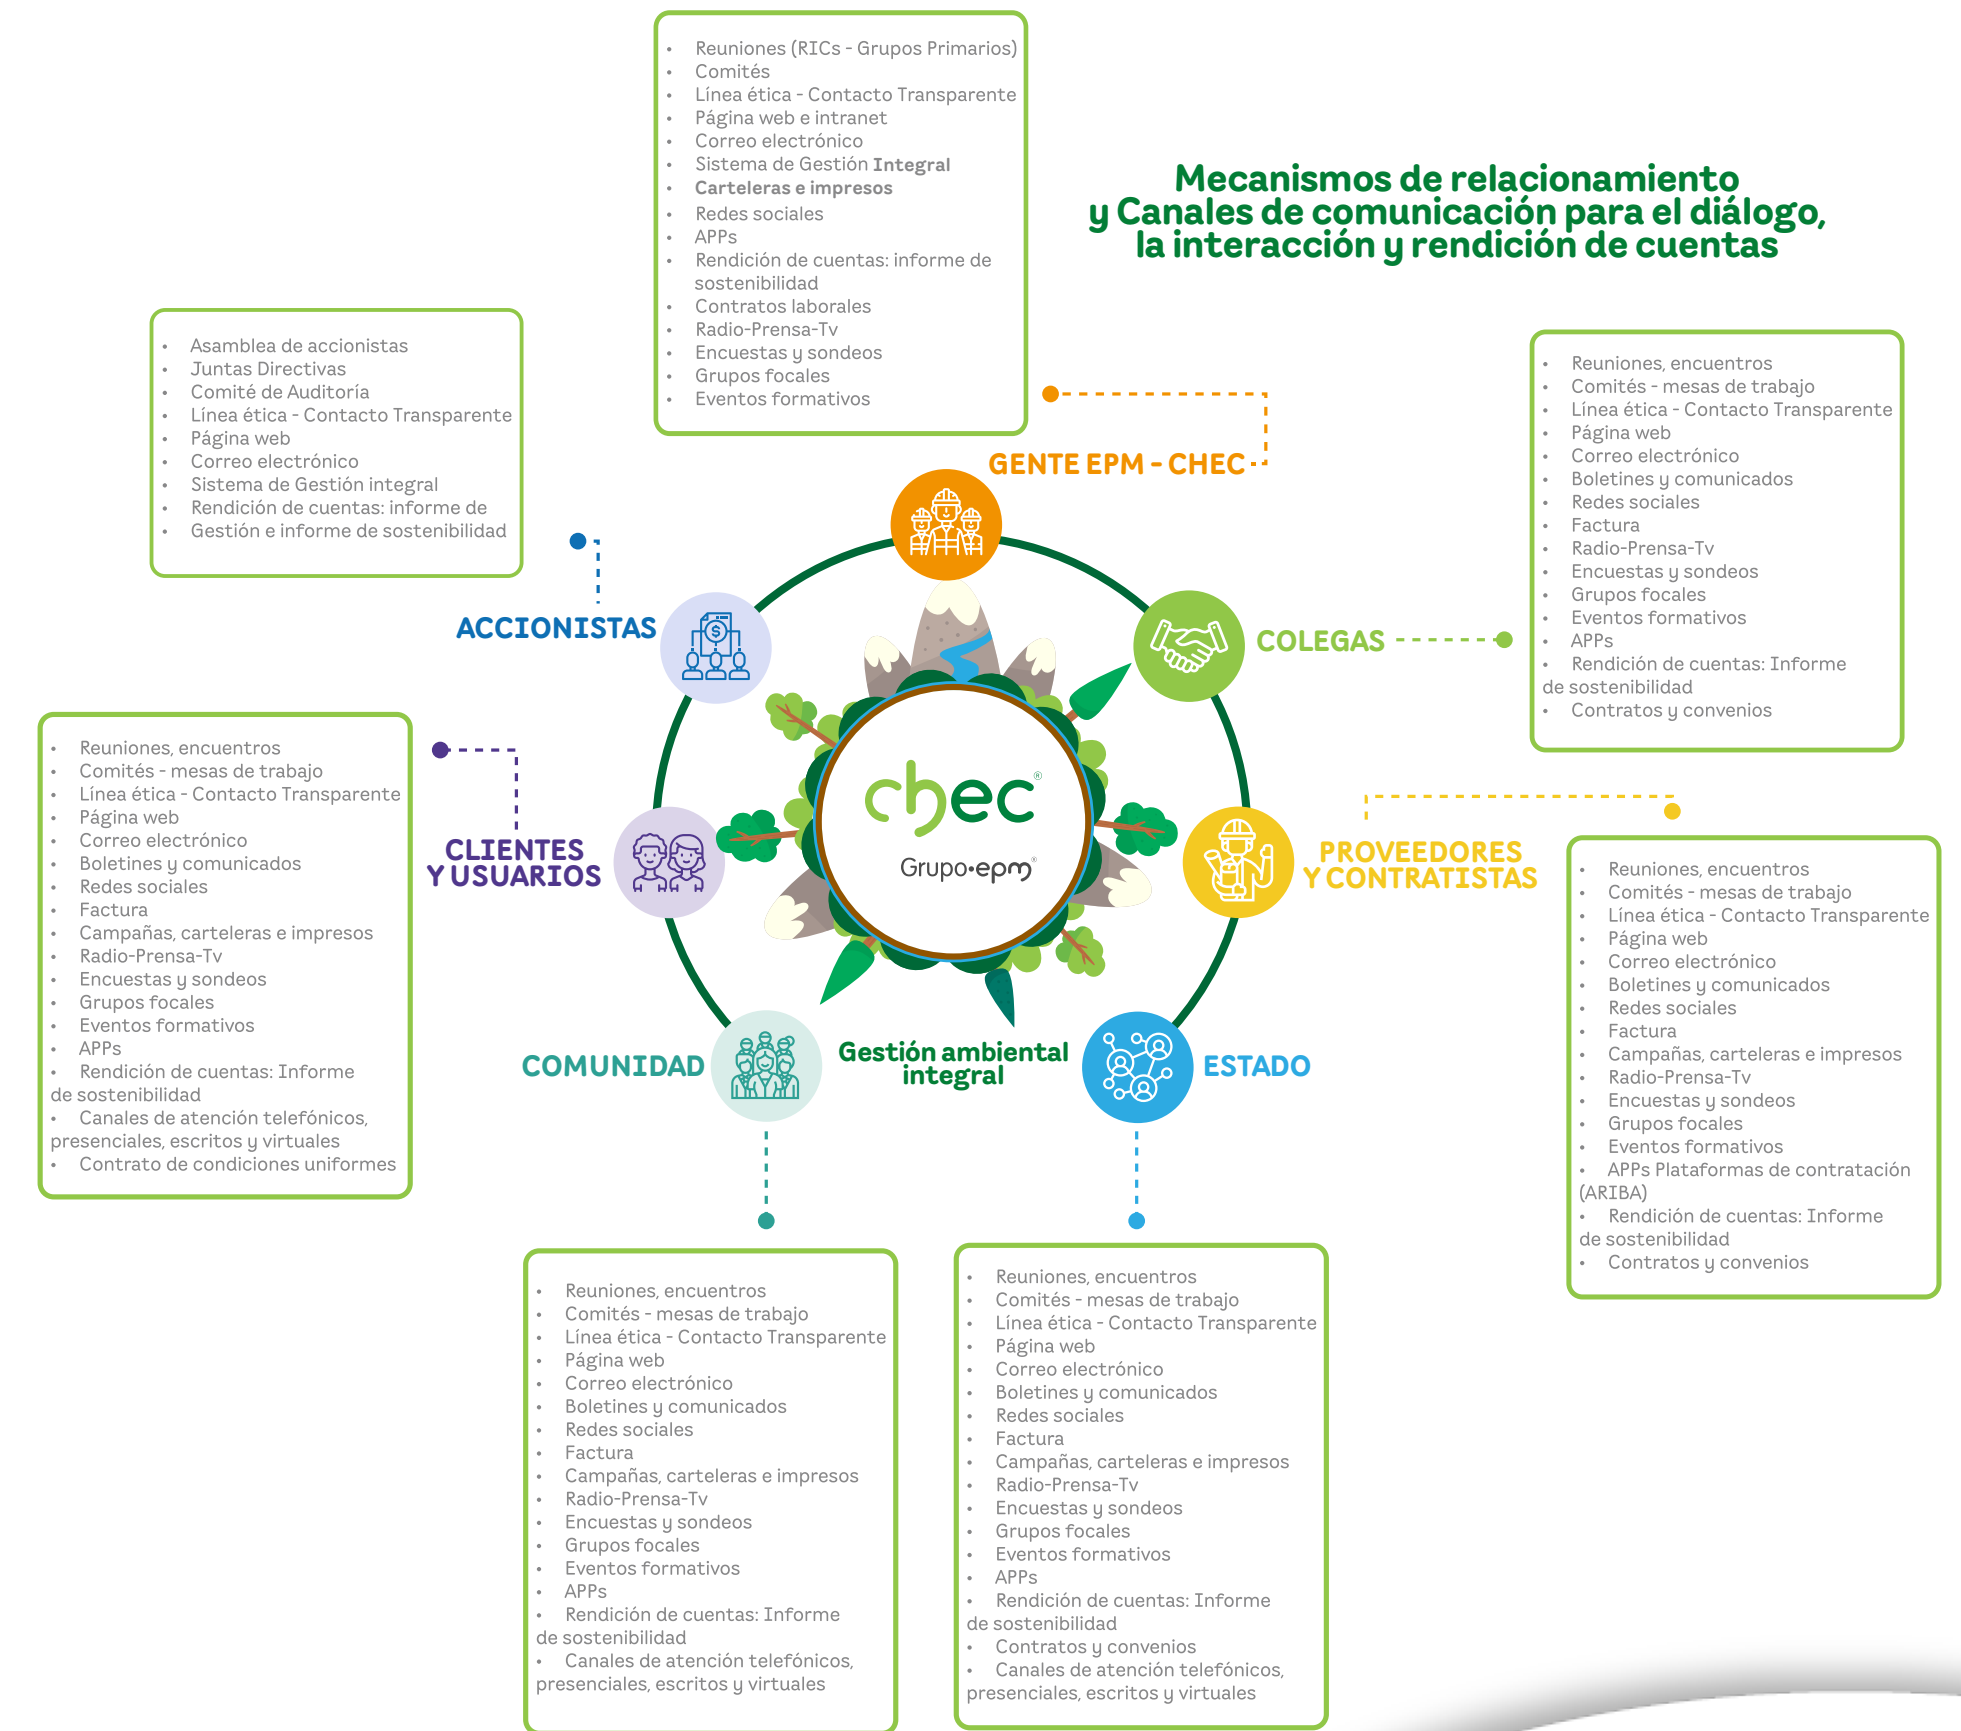 • Reuniones (RICs - Grupos Primarios)
• Comités
• Línea ética - Contacto Transparente
• Página web e intranet
• Correo electrónico
• Sistema de Gestión Integral
• Carteleras e impresos
• Redes sociales
• APPs
• Rendición de cuentas: informe de
sostenibilidad
• Contratos laborales
• Radio-Prensa-Tv
• Encuestas y sondeos
• Grupos focales
• Eventos formativos
Mecanismos de relacionamiento
y Canales de comunicación para el diálogo,
la interacción y rendición de cuentas
• Asamblea de accionistas
• Juntas Directivas
• Comité de Auditoría
• Línea ética - Contacto Transparente
• Página web
• Correo electrónico
• Sistema de Gestión integral
• Rendición de cuentas: informe de
• Gestión e informe de sostenibilidad
• Reuniones, encuentros
• Comités - mesas de trabajo
• Línea ética - Contacto Transparente
• Página web
• Correo electrónico
• Boletines y comunicados
• Redes sociales
• Factura
• Radio-Prensa-Tv
• Encuestas y sondeos
• Grupos focales
• Eventos formativos
• APPs
• Rendición de cuentas: Informe
de sostenibilidad
• Contratos y convenios
GENTE EPM - CHEC
ACCIONISTAS
COLEGAS
• Reuniones, encuentros
• Comités - mesas de trabajo
• Línea ética - Contacto Transparente
• Página web
• Correo electrónico
• Boletines y comunicados
• Redes sociales
• Factura
• Campañas, carteleras e impresos
• Radio-Prensa-Tv
• Encuestas y sondeos
• Grupos focales
• Eventos formativos
• APPs
• Rendición de cuentas: Informe
de sostenibilidad
• Canales de atención telefónicos,
presenciales, escritos y virtuales
• Contrato de condiciones uniformes
CLIENTES
Y USUARIOS
chec®
Grupo•epm®
PROVEEDORES
Y CONTRATISTAS
• Reuniones, encuentros
• Comités - mesas de trabajo
• Línea ética - Contacto Transparente
• Página web
• Correo electrónico
• Boletines y comunicados
• Redes sociales
• Factura
• Campañas, carteleras e impresos
• Radio-Prensa-Tv
• Encuestas y sondeos
• Grupos focales
• Eventos formativos
• APPs Plataformas de contratación
(ARIBA)
• Rendición de cuentas: Informe
de sostenibilidad
• Contratos y convenios
COMUNIDAD
Gestión ambiental
integral
ESTADO
• Reuniones, encuentros
• Comités - mesas de trabajo
• Línea ética - Contacto Transparente
• Página web
• Correo electrónico
• Boletines y comunicados
• Redes sociales
• Factura
• Campañas, carteleras e impresos
• Radio-Prensa-Tv
• Encuestas y sondeos
• Grupos focales
• Eventos formativos
• APPs
• Rendición de cuentas: Informe
de sostenibilidad
• Canales de atención telefónicos,
presenciales, escritos y virtuales
• Reuniones, encuentros
• Comités - mesas de trabajo
• Línea ética - Contacto Transparente
• Página web
• Correo electrónico
• Boletines y comunicados
• Redes sociales
• Factura
• Campañas, carteleras e impresos
• Radio-Prensa-Tv
• Encuestas y sondeos
• Grupos focales
• Eventos formativos
• APPs
• Rendición de cuentas: Informe
de sostenibilidad
• Contratos y convenios
• Canales de atención telefónicos,
presenciales, escritos y virtuales